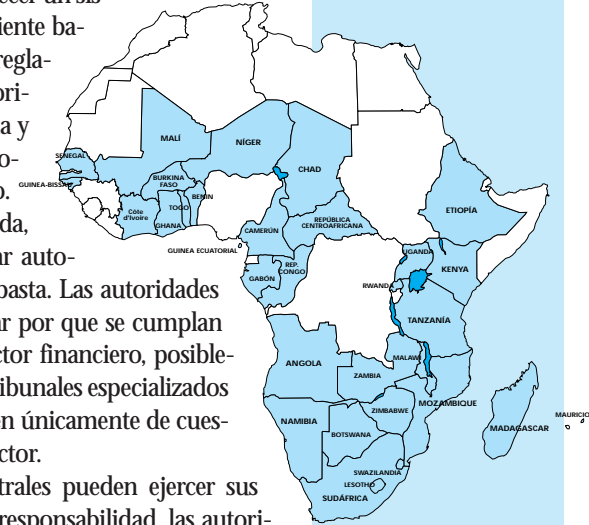 ecer un sis-
iente ba-
regla-
ori-
a y
o-
o.
da,
ar auto-
basta. Las autoridades
ar por que se cumplan
ctor financiero, posible-
ribunales especializados
en únicamente de cues-
ctor.
trales pueden ejercer sus
responsabilidad, las autori-
MALÍ
NÍGER
CHAD
SENEGAL
GUINEA-BISSAU
BURKINA
FASO
BENIN
TOGO
Côte
d'Ivoire
GHANA
CAMERÚN
REPÚBLICA
CENTROAFRICANA
ETIOPÍA
GUINEA ECUATORIAL
GABÓN
REP.
CONGO
UGANDA
KENYA
RWANDA
TANZANÍA
ANGOLA
MALAWI
ZAMBIA
MOZAMBIQUE
ZIMBABWE
NAMIBIA
BOTSWANA
MADAGASCAR
MAURICIO
SWAZILANDIA
LESOTHO
SUDÁFRICA